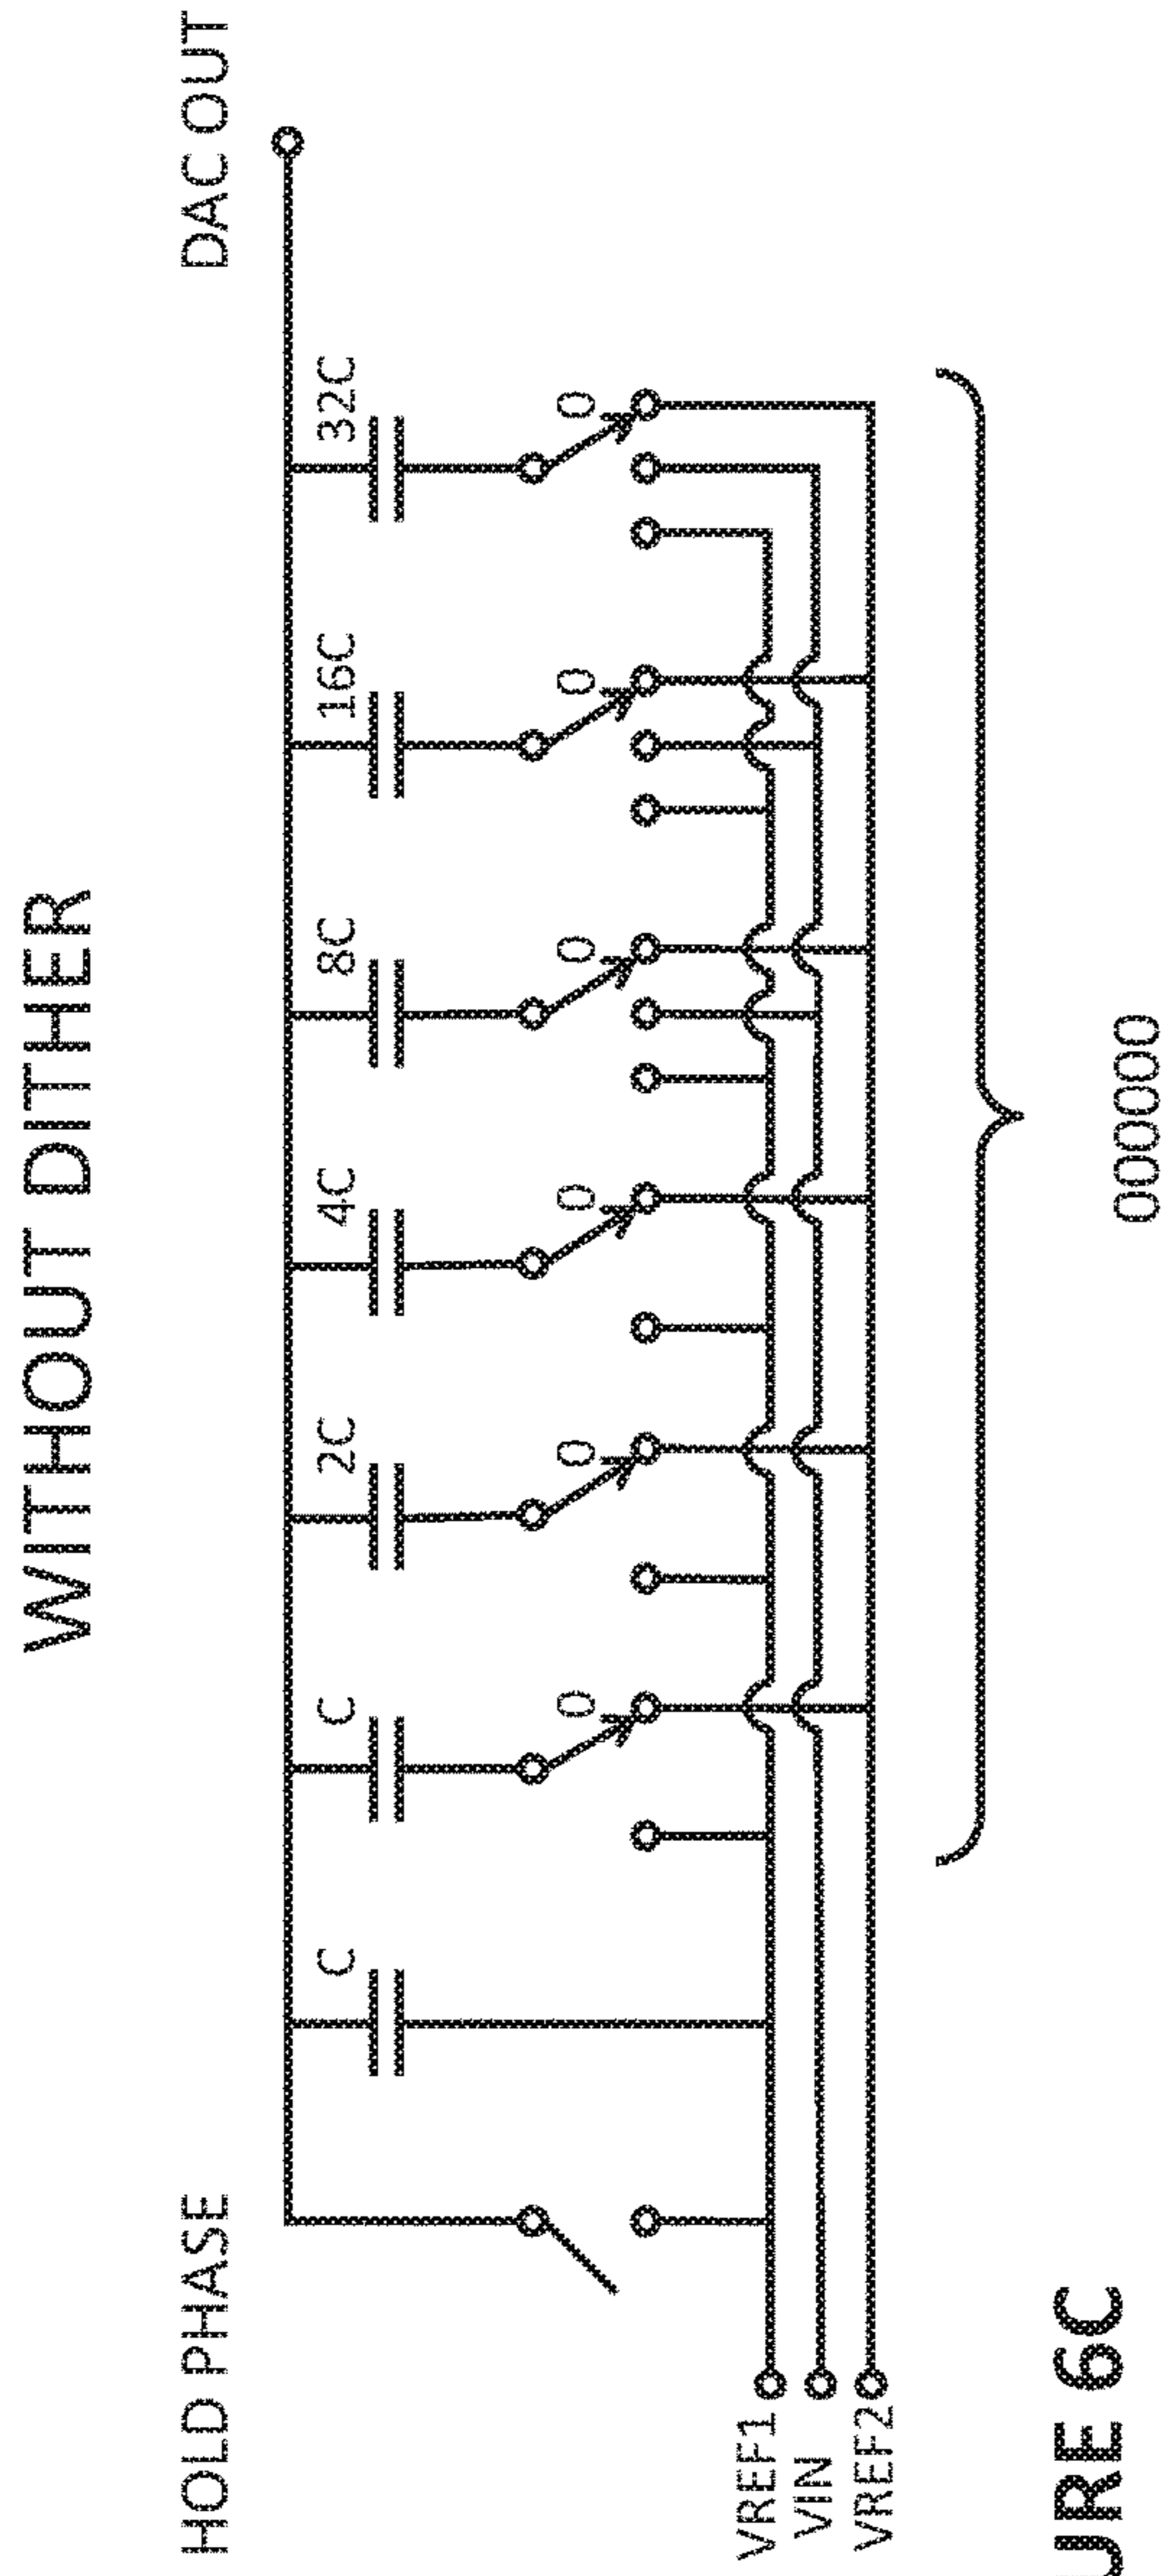 WITHOUT DITHER
HOLD PHASE
DAC OUT
C
C
2C
4C
8C
16C
32C
0
0
0
0
0
0
VREF1
VIN
VREF2
000000
URE 6C